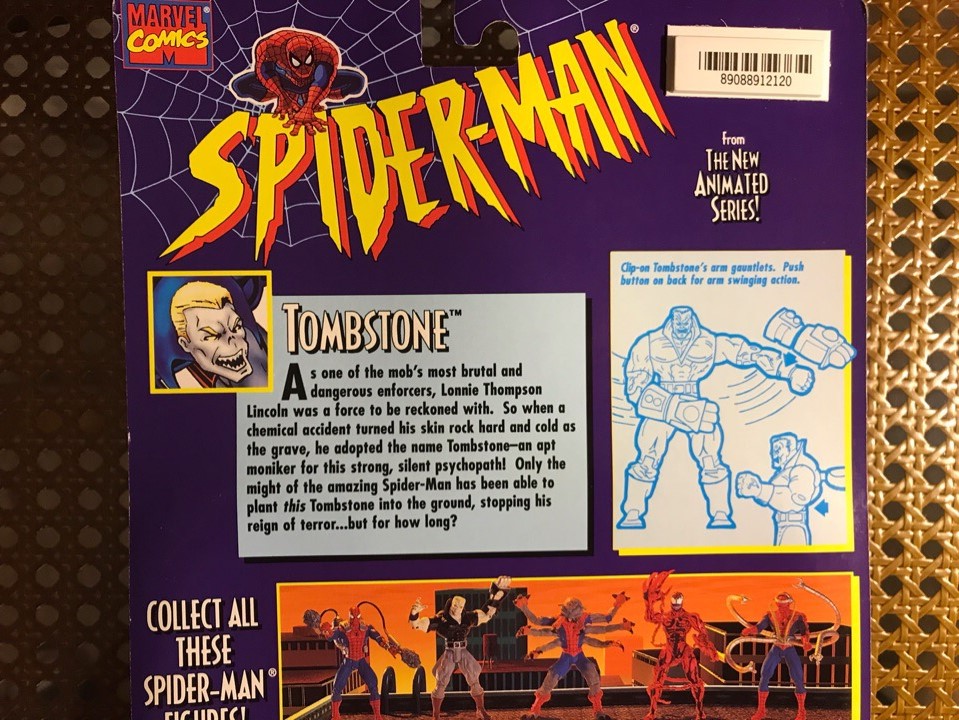 MARVEL®
COMICS
M
SPIDER-MAN®
89088912120
from
THE NEW
ANIMATED
SERIES!
Clip-on Tombstone's arm gauntlets. Push
button on back for arm swinging action.
TOMBSTONE™
As one of the mob's most brutal and
dangerous enforcers, Lonnie Thompson
Lincoln was a force to be reckoned with. So when a
chemical accident turned his skin rock hard and cold as
the grave, he adopted the name Tombstone—an apt
moniker for this strong, silent psychopath! Only the
might of the amazing Spider-Man has been able to
plant this Tombstone into the ground, stopping his
reign of terror...but for how long?
COLLECT ALL
THESE
SPIDER-MAN®
FIGURES!